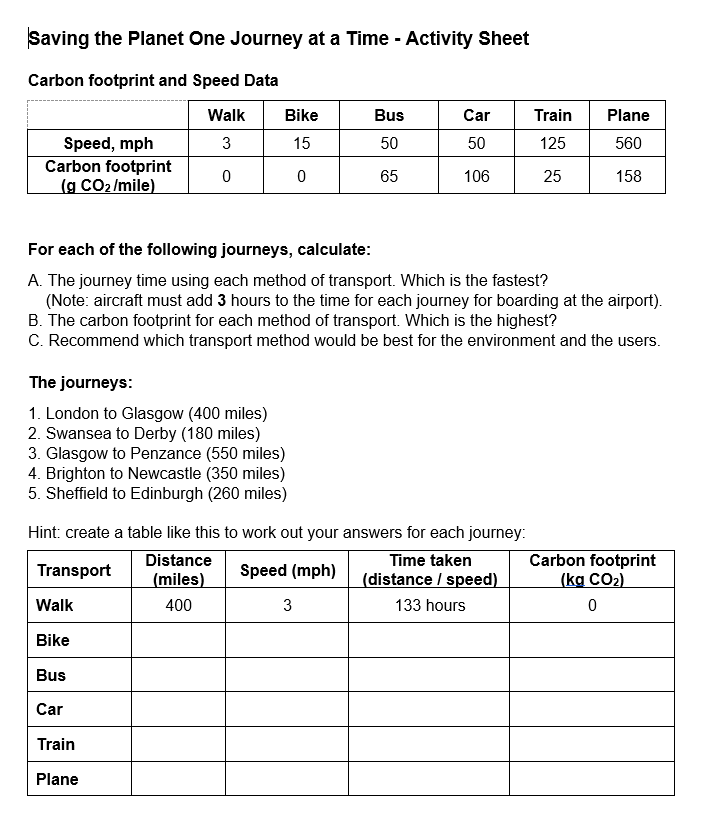 Saving the Planet One Journey at a Time - Activity Sheet
Carbon footprint and Speed Data
Walk Bike Bus Car Train Plane
Speed, mph 3 15 50 50 125 560
Carbon footprint
(g CO₂/mile) 0 0 65 106 25 158
For each of the following journeys, calculate:
A. The journey time using each method of transport. Which is the fastest?
(Note: aircraft must add 3 hours to the time for each journey for boarding at the airport).
B. The carbon footprint for each method of transport. Which is the highest?
C. Recommend which transport method would be best for the environment and the users.
The journeys:
1. London to Glasgow (400 miles)
2. Swansea to Derby (180 miles)
3. Glasgow to Penzance (550 miles)
4. Brighton to Newcastle (350 miles)
5. Sheffield to Edinburgh (260 miles)
Hint: create a table like this to work out your answers for each journey:
Transport Distance (miles) Speed (mph) Time taken (distance / speed) Carbon footprint (kg CO₂)
Walk 400 3 133 hours 0
Bike
Bus
Car
Train
Plane